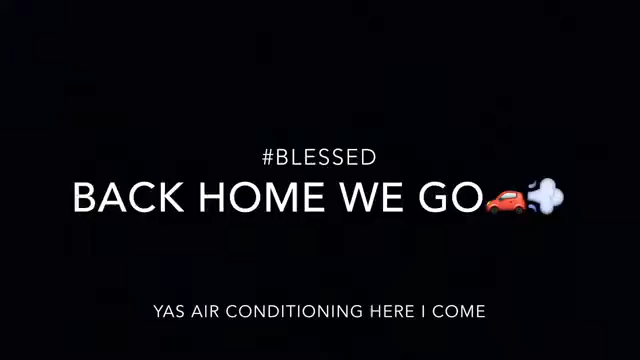 #BLESSED
BACK HOME WE GO🚗💨
YAS AIR CONDITIONING HERE I COME